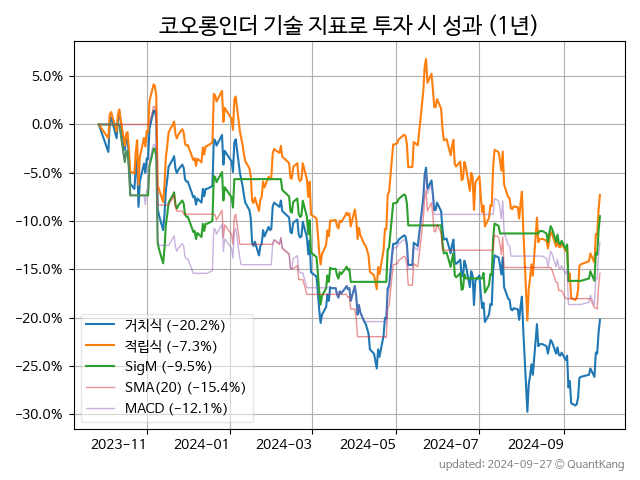 코오롱인더 기술 지표로 투자 시 성과 (1년)
5.0%
0.0%
−5.0%
−10.0%
−15.0%
−20.0%
−25.0%
−30.0%
거치식 (−20.2%)
적립식 (−7.3%)
SigM (−9.5%)
SMA(20) (−15.4%)
MACD (−12.1%)
2023−11
2024−01
2024−03
2024−05
2024−07
2024−09
updated: 2024-09-27 © QuantKang